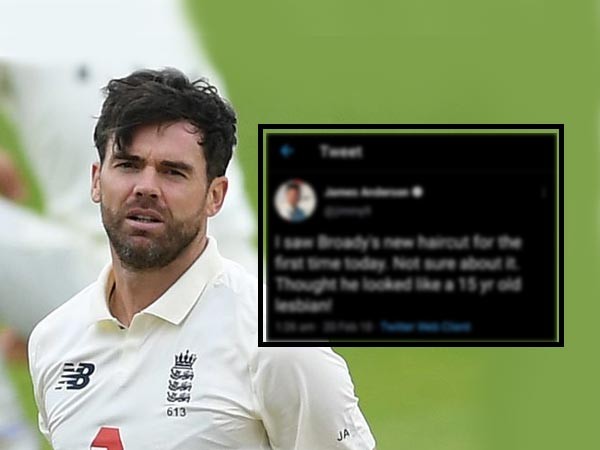 Tweet
James Anderson
I saw Broady's new haircut for the
first time today. Not sure about it.
Thought he looked like a 15 yr old
lesbian!
Twitter Web Client
NB
613
JA